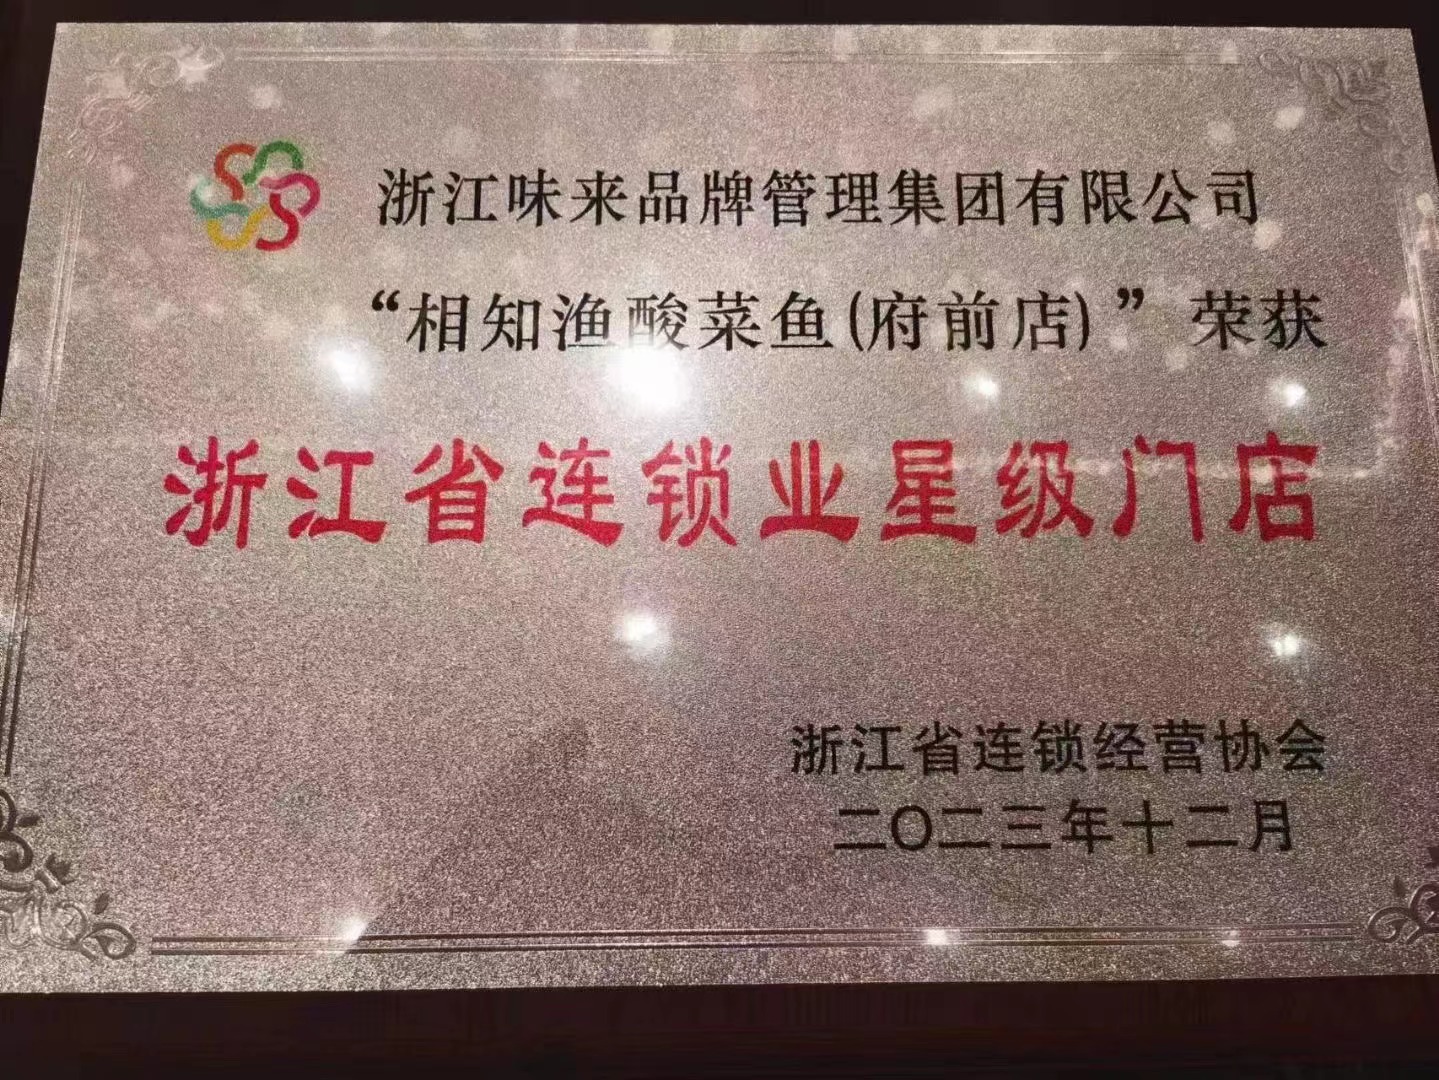 浙江味来品牌管理集团有限公司
“相知渔酸菜鱼(府前店)”荣获
浙江省连锁业星级门店
浙江省连锁经营协会
二〇二三年十二月